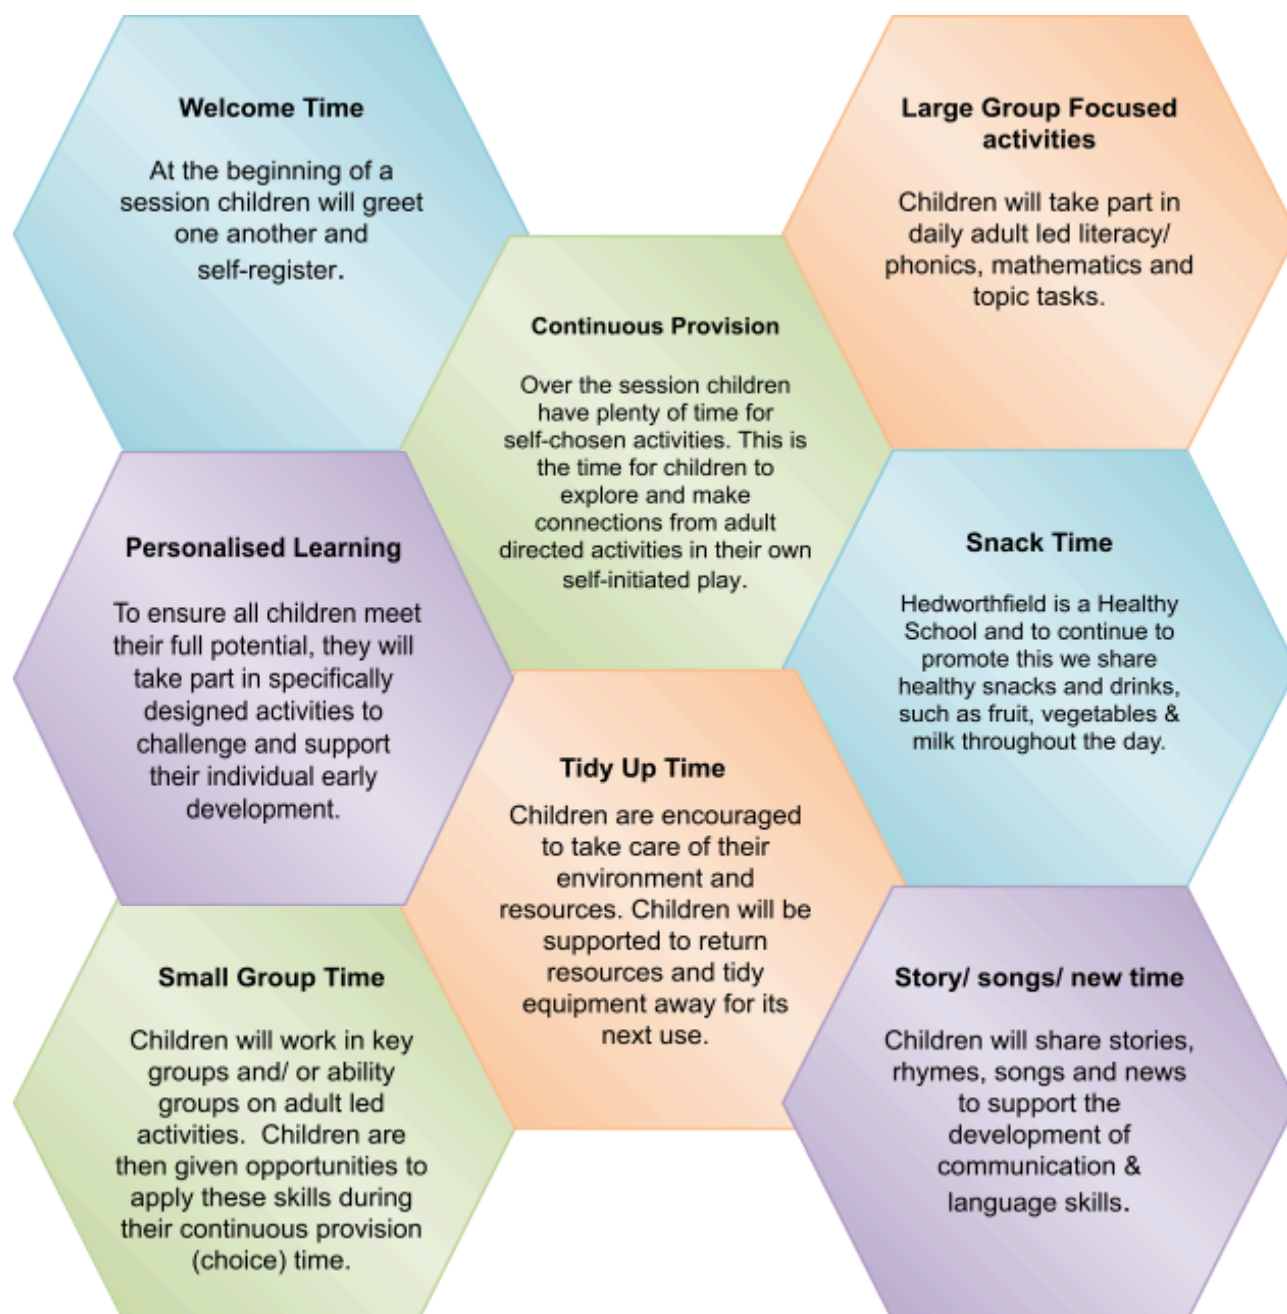 Welcome Time
At the beginning of a
session children will greet
one another and
self-register.
Large Group Focused
activities
Children will take part in
daily adult led literacy/
phonics, mathematics and
topic tasks.
Continuous Provision
Over the session children
have plenty of time for
self-chosen activities. This is
the time for children to
explore and make
connections from adult
directed activities in their own
self-initiated play.
Personalised Learning
To ensure all children meet
their full potential, they will
take part in specifically
designed activities to
challenge and support
their individual early
development.
Snack Time
Hedworthfield is a Healthy
School and to continue to
promote this we share
healthy snacks and drinks,
such as fruit, vegetables &
milk throughout the day.
Tidy Up Time
Children are encouraged
to take care of their
environment and
resources. Children will be
supported to return
resources and tidy
equipment away for its
next use.
Small Group Time
Children will work in key
groups and/ or ability
groups on adult led
activities.  Children are
then given opportunities to
apply these skills during
their continuous provision
(choice) time.
Story/ songs/ new time
Children will share stories,
rhymes, songs and news
to support the
development of
communication &
language skills.